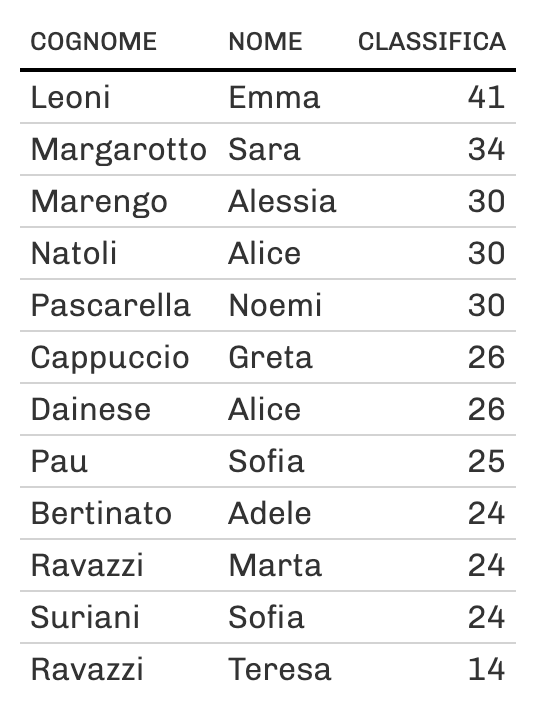 COGNOME NOME CLASSIFICA
Leoni Emma 41
Margarotto Sara 34
Marengo Alessia 30
Natoli Alice 30
Pascarella Noemi 30
Cappuccio Greta 26
Dainese Alice 26
Pau Sofia 25
Bertinato Adele 24
Ravazzi Marta 24
Suriani Sofia 24
Ravazzi Teresa 14